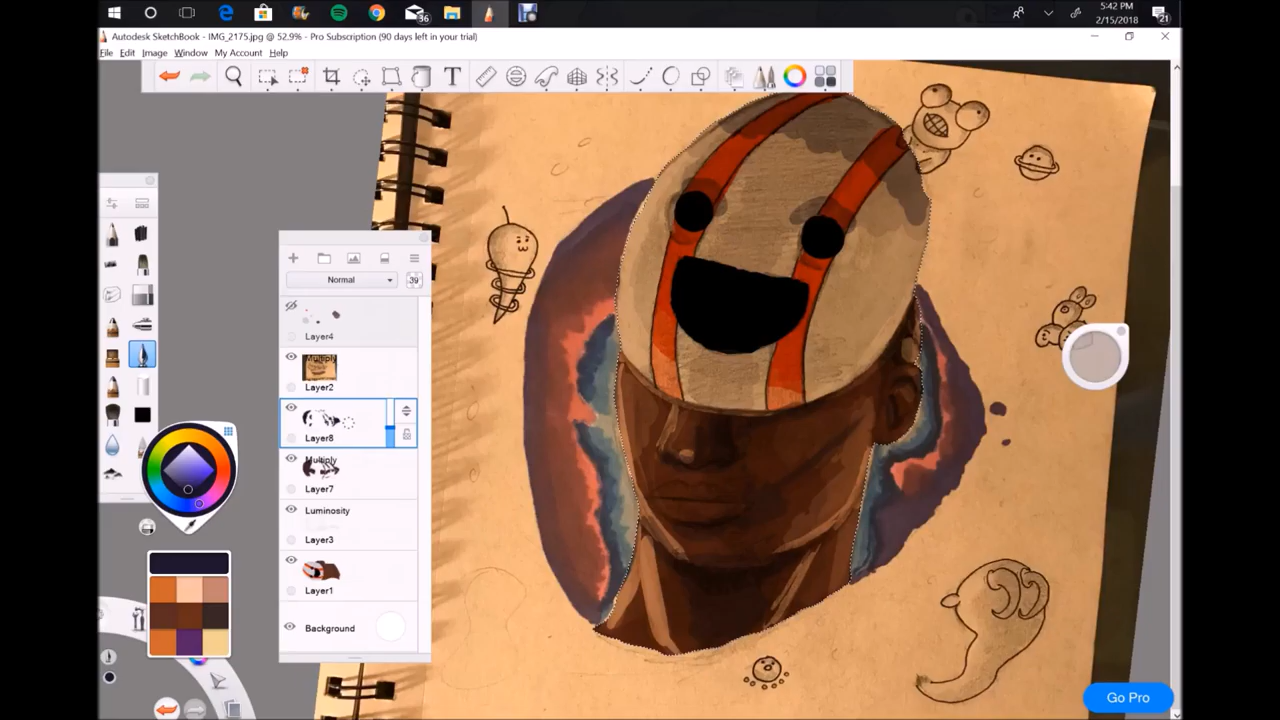 36
5:42 PM
2/15/2018
21
Autodesk SketchBook - IMG_2175.jpg @ 52.9% - Pro Subscription (90 days left in your trial)
File Edit Image Window My Account Help
T
Normal
39
Layer4
Multiply
Layer2
Layer8
Multiply
Layer7
Luminosity
Layer3
Layer1
Background
Go Pro